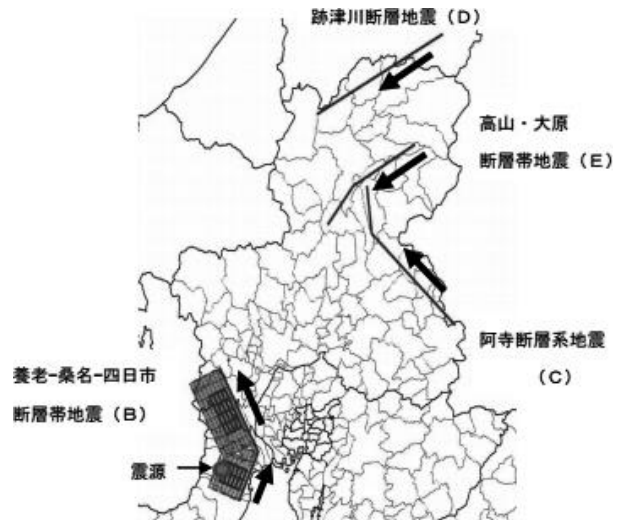 跡津川断層地震（D）
高山・大原
断層帯地震（E）
阿寺断層系地震
（C）
養老−桑名−四日市
断層帯地震（B）
震源